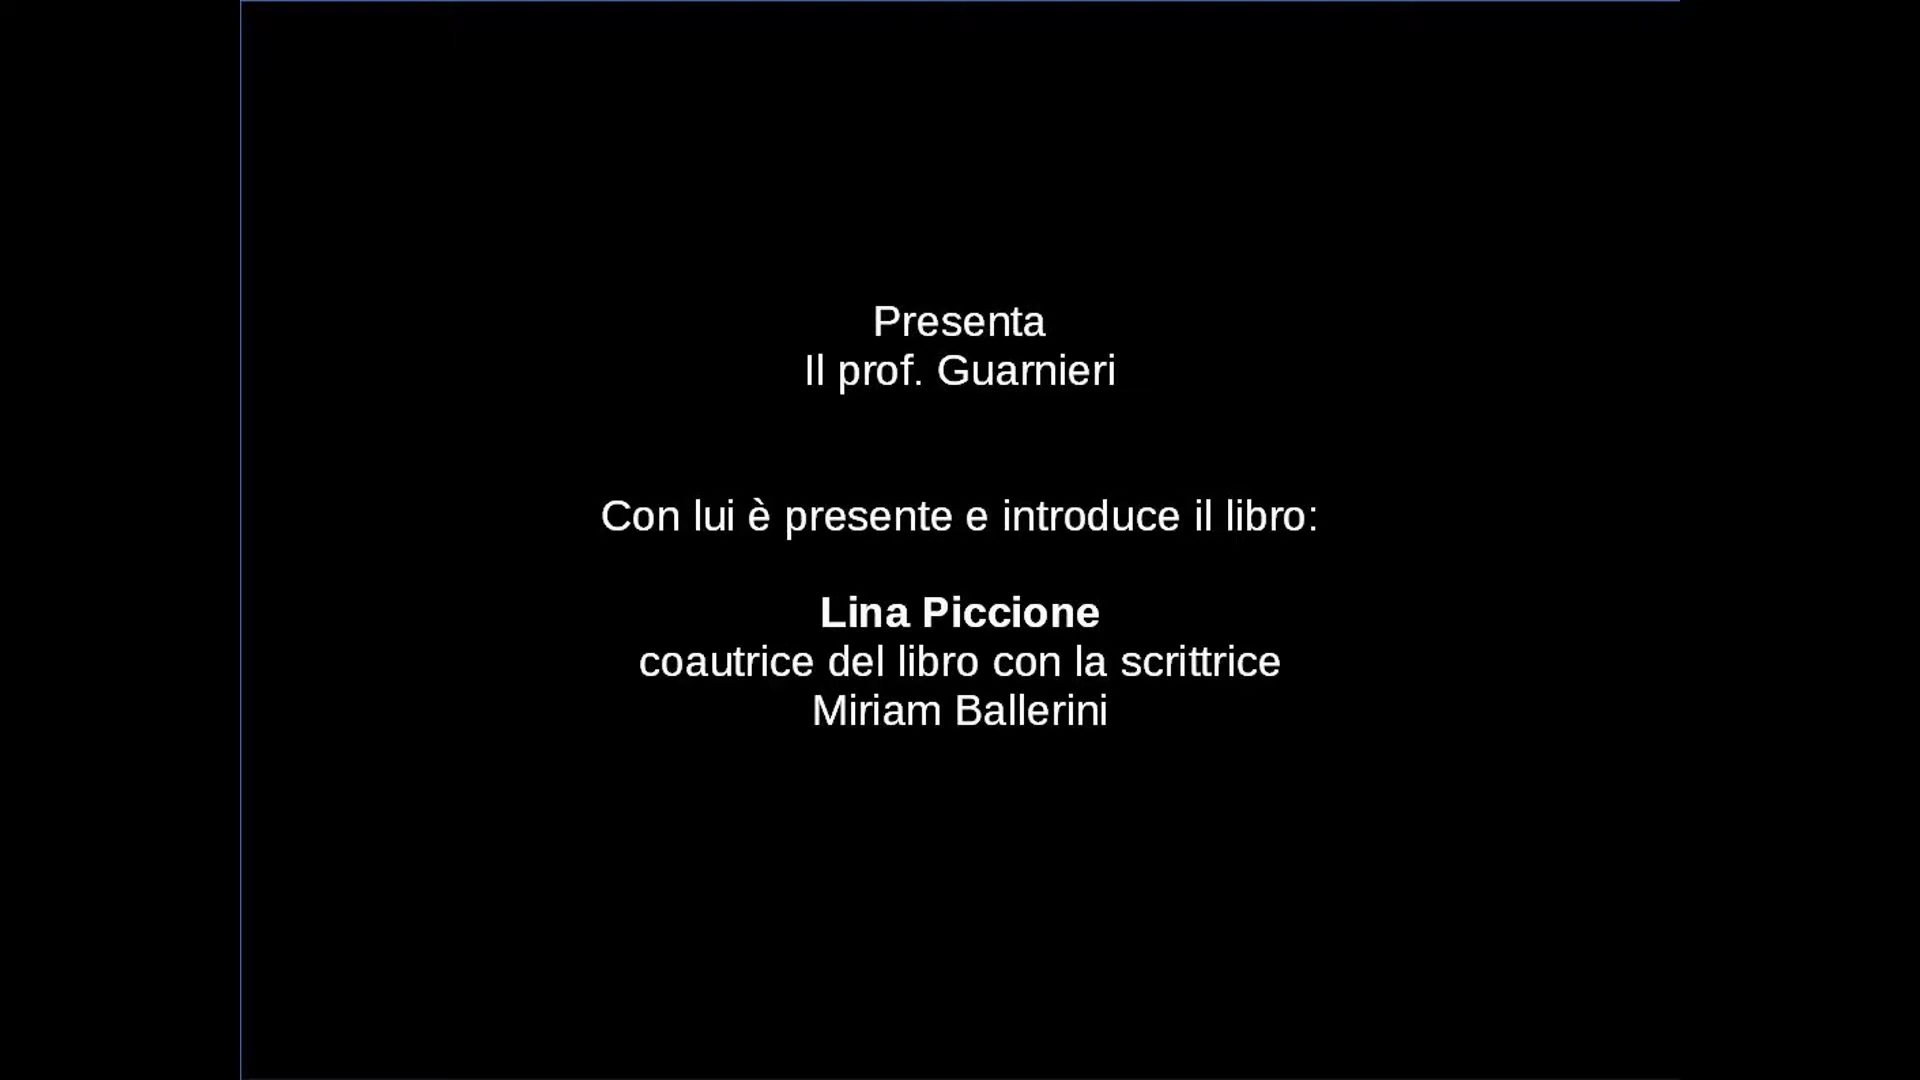 Presenta
Il prof. Guarnieri
Con lui è presente e introduce il libro:
Lina Piccione
coautrice del libro con la scrittrice
Miriam Ballerini